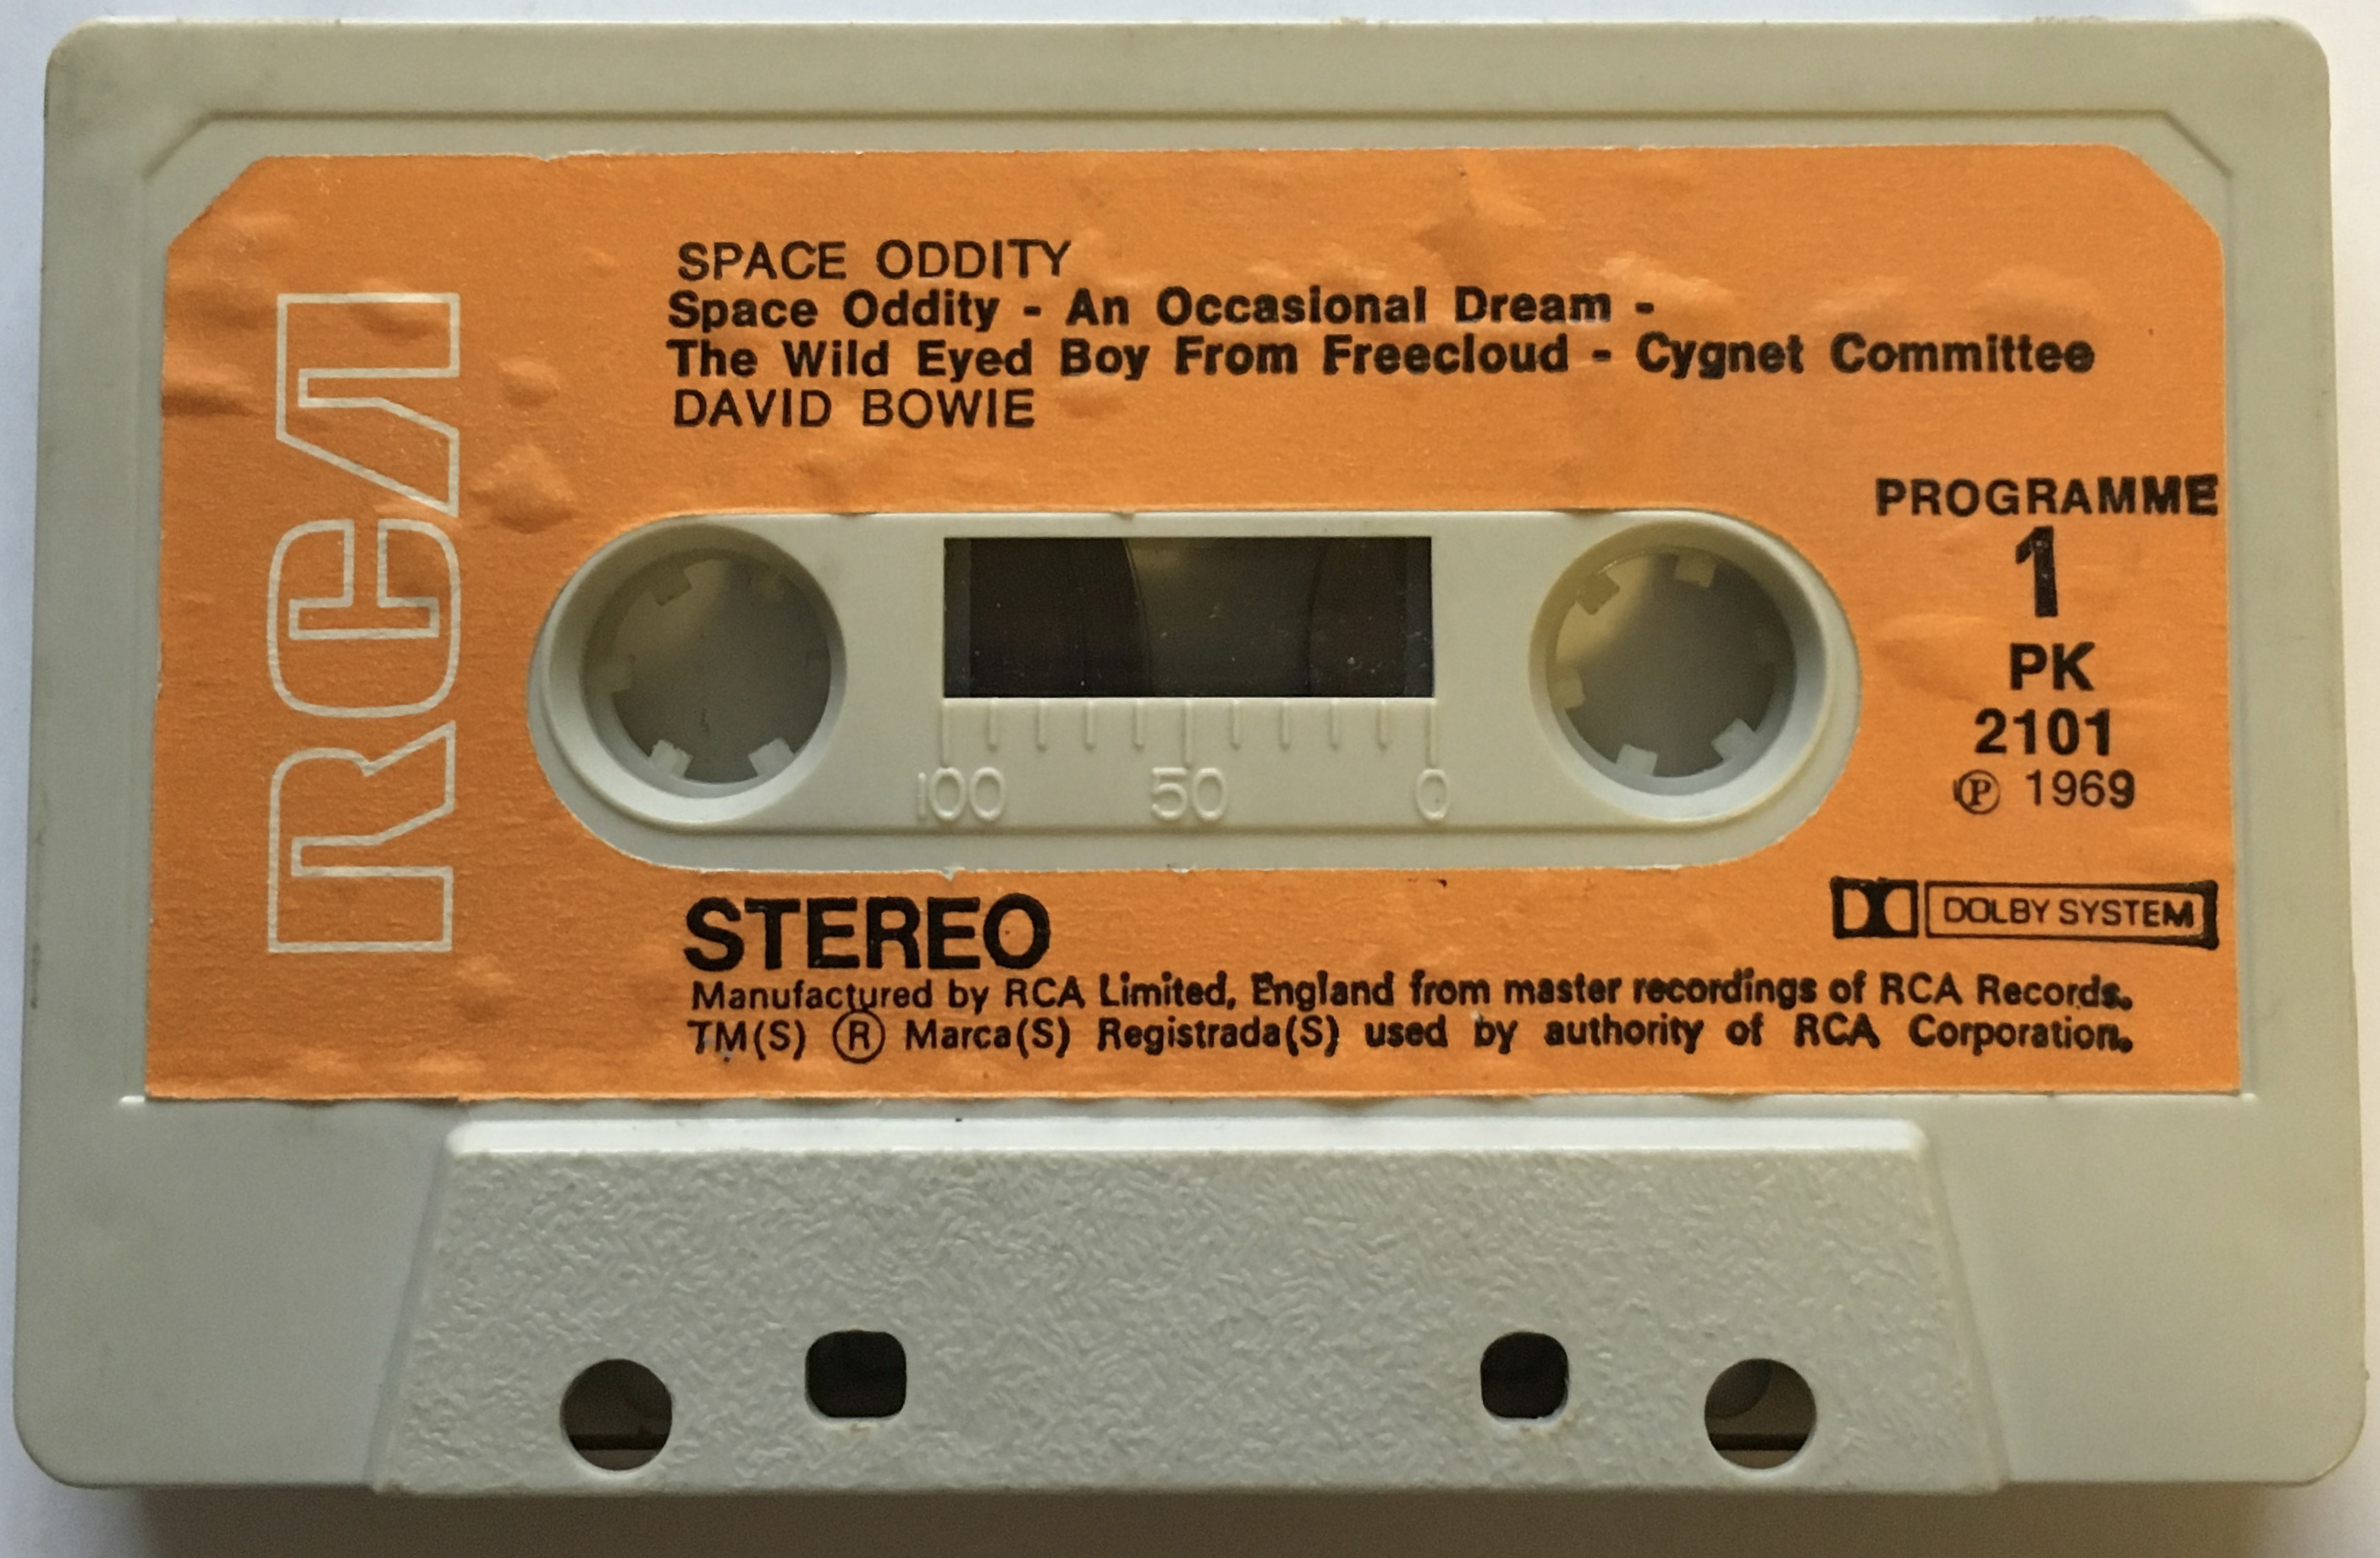 SPACE ODDITY
Space Oddity - An Occasional Dream -
The Wild Eyed Boy From Freecloud - Cygnet Committee
DAVID BOWIE
RCA
PROGRAMME
1
PK
2101
℗ 1969
100 50 0
STEREO
DOLBY SYSTEM
Manufactured by RCA Limited, England from master recordings of RCA Records.
TM(S) ® Marca(S) Registrada(S) used by authority of RCA Corporation.